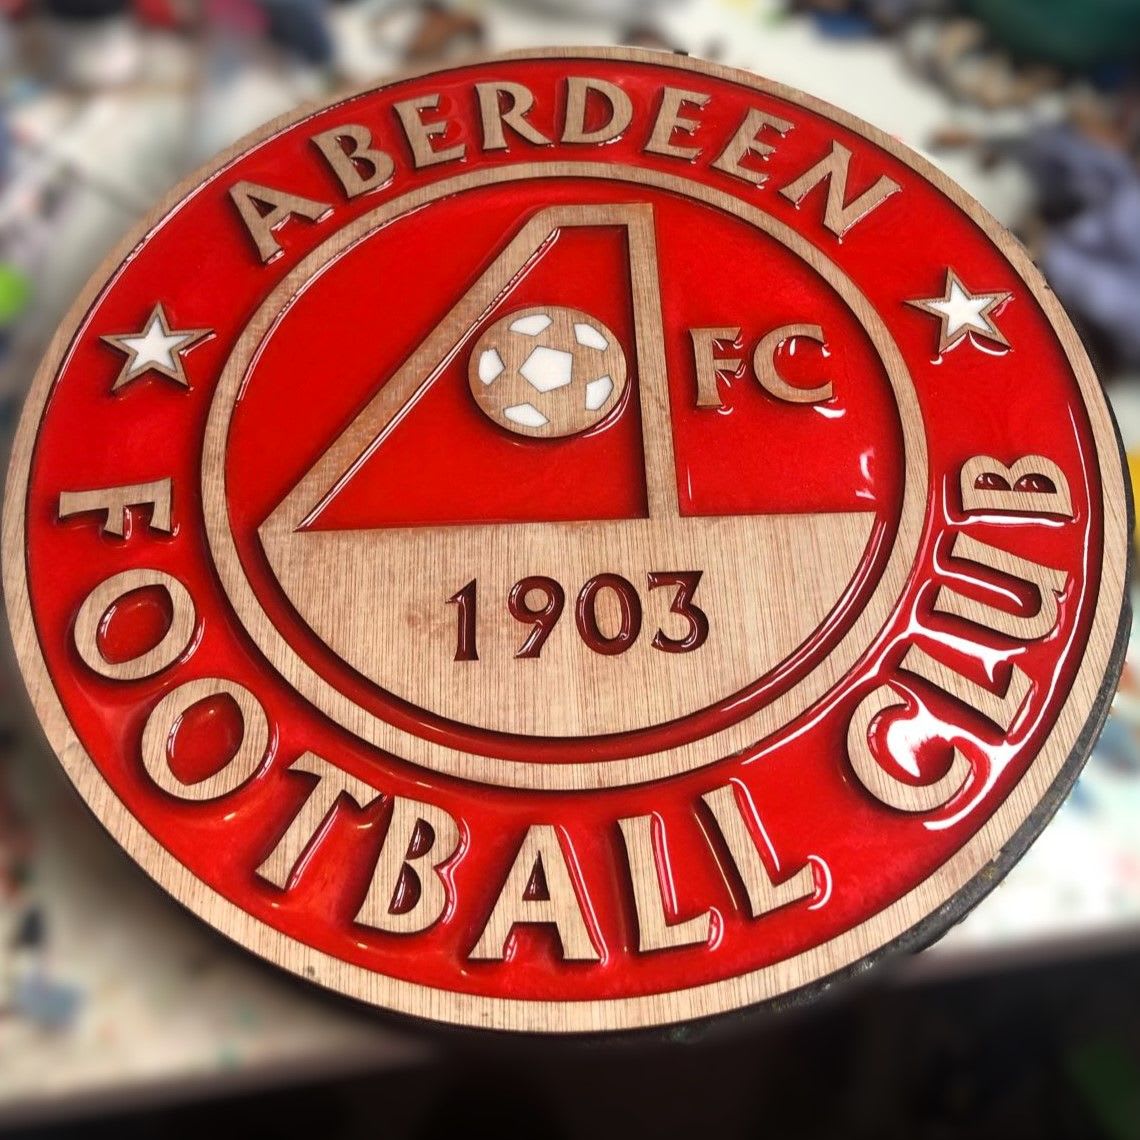 ABERDEEN
FC
1903
FOOTBALL CLUB